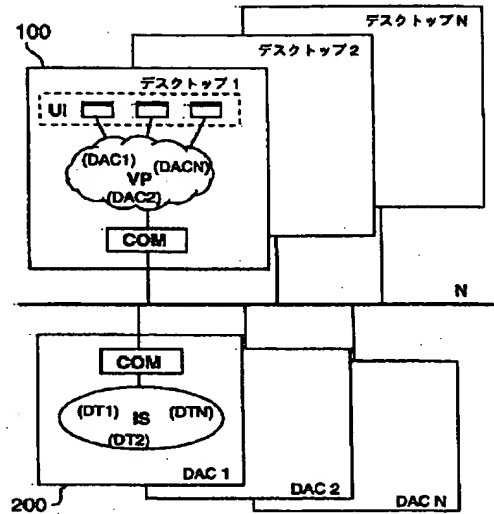 デスクトップN
100
デスクトップ2
デスクトップ1
UI
(DAC1)
(DACN)
VP
(DAC2)
COM
N
COM
(DT1)
IS
(DTN)
(DT2)
DAC 1
DAC 2
DAC N
200